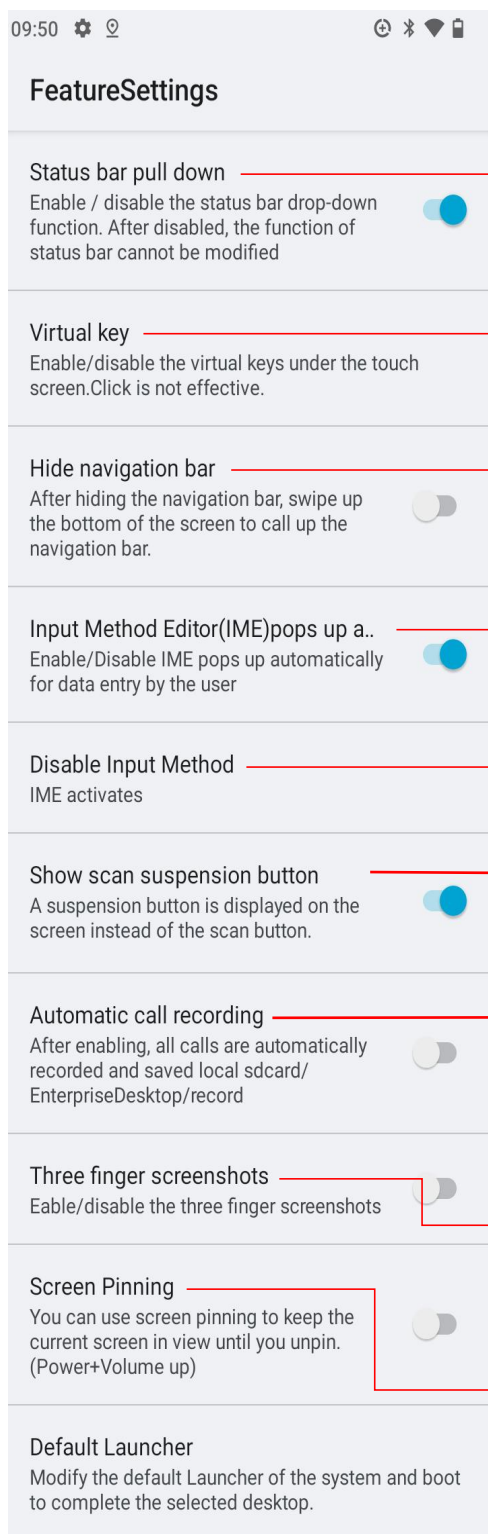 09:50
FeatureSettings
Status bar pull down
Enable / disable the status bar drop-down
function. After disabled, the function of
status bar cannot be modified
Virtual key
Enable/disable the virtual keys under the touch
screen.Click is not effective.
Hide navigation bar
After hiding the navigation bar, swipe up
the bottom of the screen to call up the
navigation bar.
Input Method Editor(IME)pops up a..
Enable/Disable IME pops up automatically
for data entry by the user
Disable Input Method
IME activates
Show scan suspension button
A suspension button is displayed on the
screen instead of the scan button.
Automatic call recording
After enabling, all calls are automatically
recorded and saved local sdcard/
EnterpriseDesktop/record
Three finger screenshots
Eable/disable the three finger screenshots
Screen Pinning
You can use screen pinning to keep the
current screen in view until you unpin.
(Power+Volume up)
Default Launcher
Modify the default Launcher of the system and boot
to complete the selected desktop.